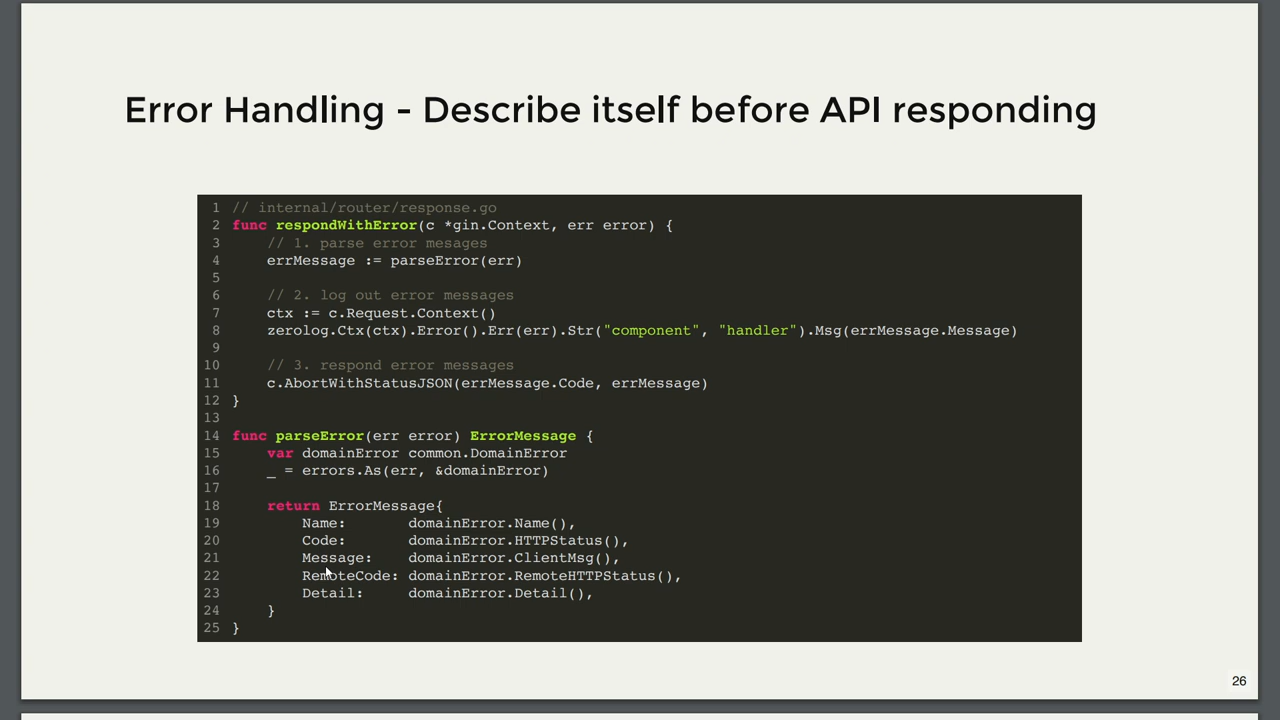 Error Handling - Describe itself before API responding
1 // internal/router/response.go
2 func respondWithError(c *gin.Context, err error) {
3     // 1. parse error mesages
4     errMessage := parseError(err)
5
6     // 2. log out error messages
7     ctx := c.Request.Context()
8     zerolog.Ctx(ctx).Error().Err(err).Str("component", "handler").Msg(errMessage.Message)
9
10     // 3. respond error messages
11     c.AbortWithStatusJSON(errMessage.Code, errMessage)
12 }
13
14 func parseError(err error) ErrorMessage {
15     var domainError common.DomainError
16     _ = errors.As(err, &domainError)
17
18     return ErrorMessage{
19         Name:       domainError.Name(),
20         Code:       domainError.HTTPStatus(),
21         Message:    domainError.ClientMsg(),
22         RemoteCode: domainError.RemoteHTTPStatus(),
23         Detail:     domainError.Detail(),
24     }
25 }
26